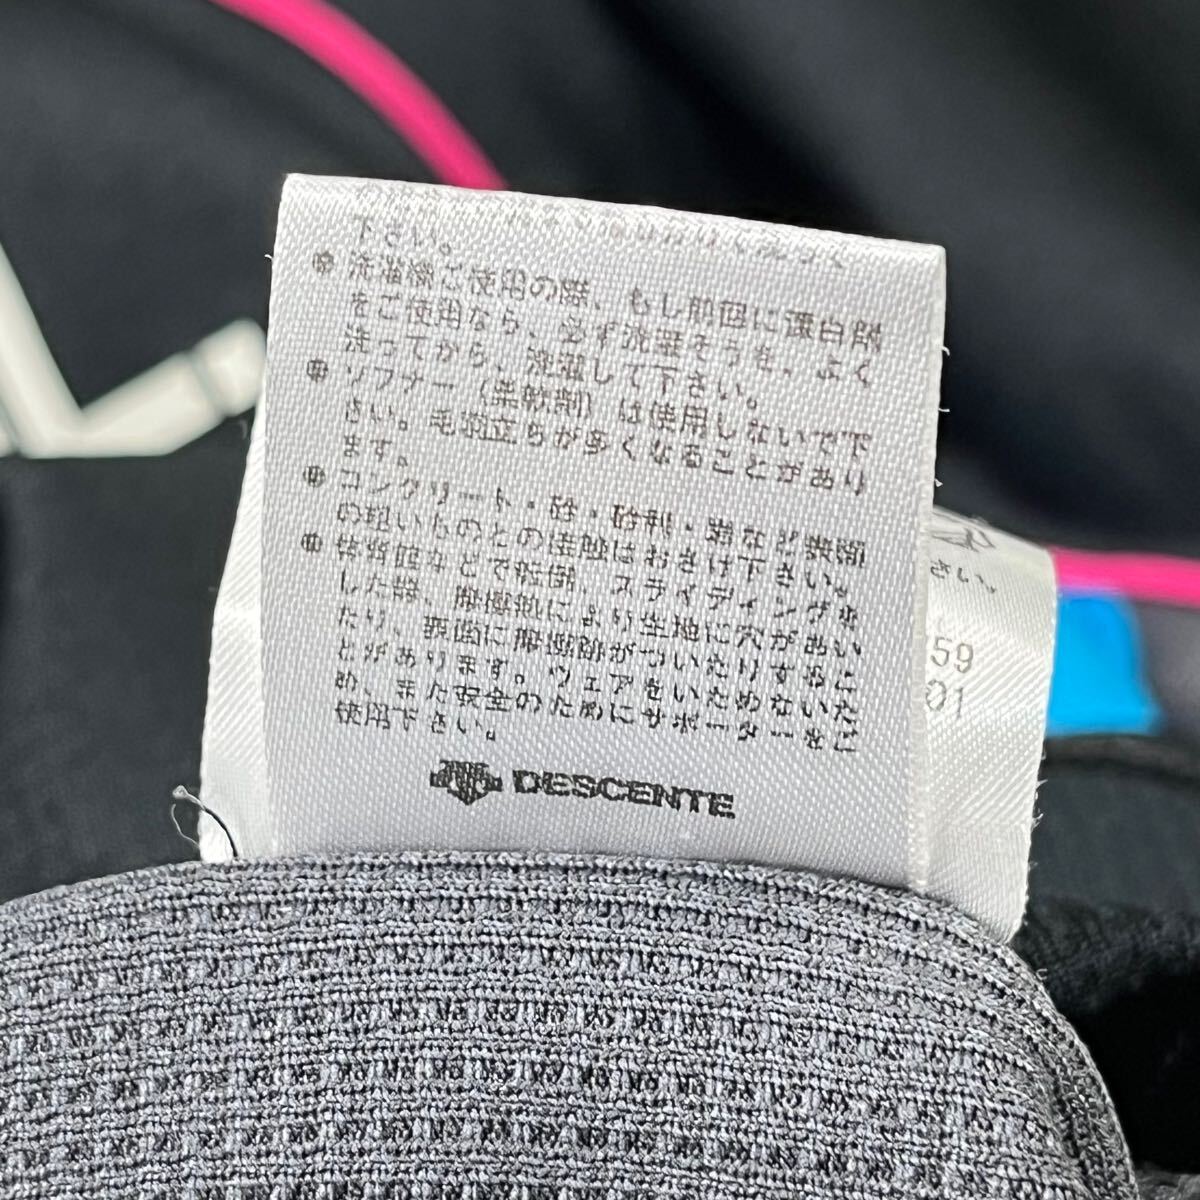 下さい。
● 洗濯機ご使用の際、もし前回に漂白剤
をご使用なら、必ず洗濯そうを、よく
洗ってから、洗濯して下さい。
● ソフナー(柔軟剤)は使用しないで下
さい。毛羽立ちが多くなることがあり
ます。
● コンクリート・砂・砂利・岩など表面
の粗いものとの接触はおさけ下さい。
● 体育館などで転倒、スライディングを
した際、摩擦熱により生地に穴があい
たり、表面に摩擦跡がついたりするこ
とがあります。ウェアをいためないた
め、また安全のためにサポーターをご
使用下さい。
DESCENTE
さい。
59
01